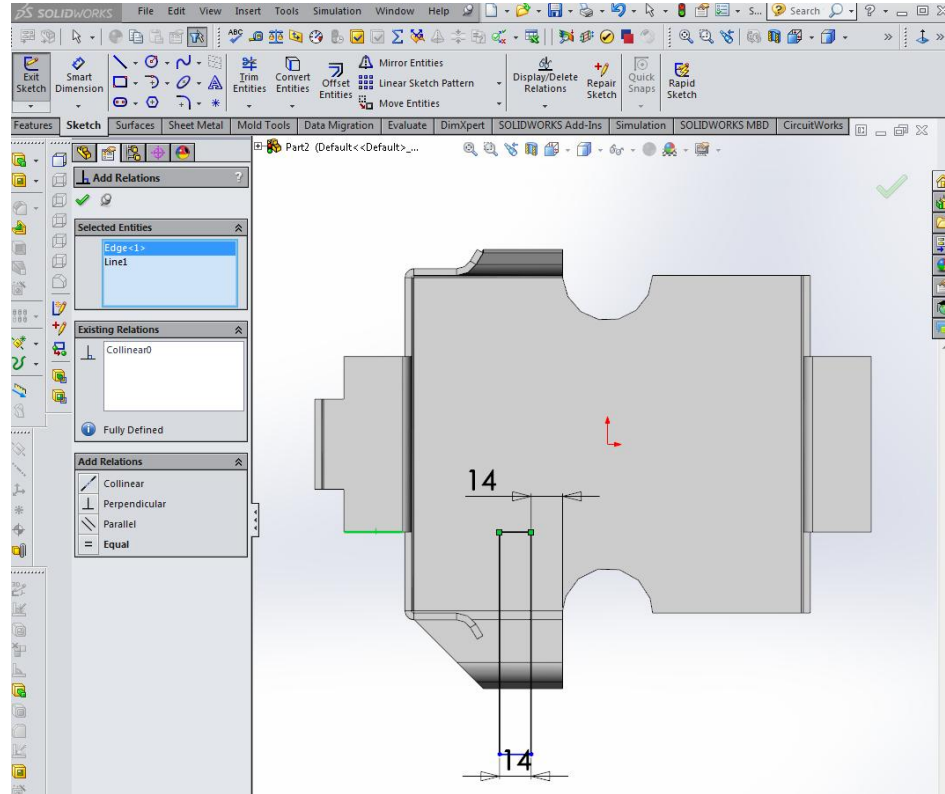 SOLIDWORKS File Edit View Insert Tools Simulation Window Help S... Search
Exit Sketch
Smart Dimension
Trim Entities
Convert Entities
Offset Entities
Mirror Entities
Linear Sketch Pattern
Move Entities
Display/Delete Relations
Repair Sketch
Quick Snaps
Rapid Sketch
Features Sketch Surfaces Sheet Metal Mold Tools Data Migration Evaluate DimXpert SOLIDWORKS Add-Ins Simulation SOLIDWORKS MBD CircuitWorks
Part2 (Default<<Default>_...
Add Relations ?
Selected Entities
Edge<1>
Line1
Existing Relations
Collinear0
Fully Defined
Add Relations
Collinear
Perpendicular
Parallel
Equal
14
14